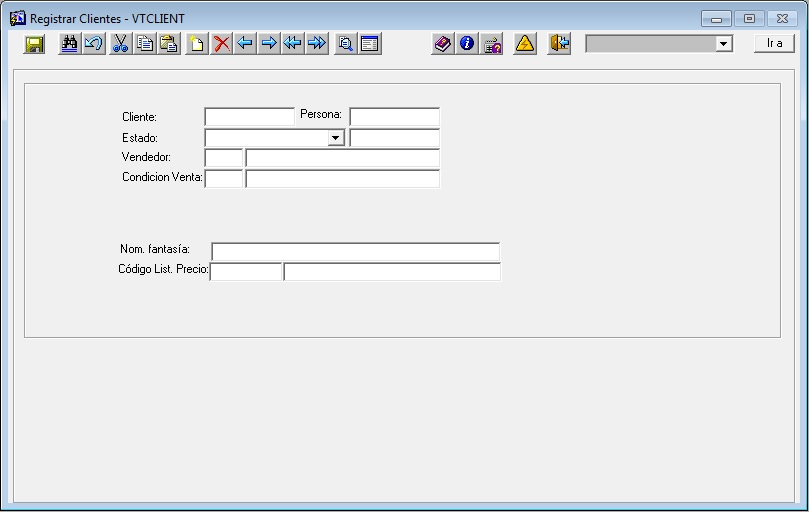 Registrar Clientes - VTCLIENT
Ir a
Cliente: Persona:
Estado:
Vendedor:
Condicion Venta:
Nom. fantasía:
Código List. Precio: